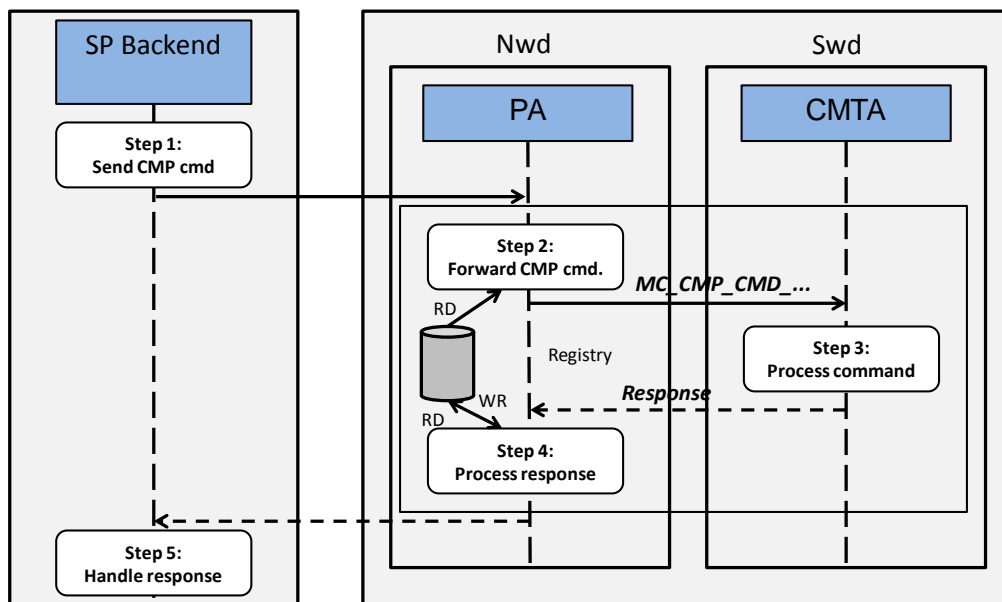 SP Backend
Nwd
Swd
PA
CMTA
Step 1:
Send CMP cmd
Step 2:
Forward CMP cmd.
MC_CMP_CMD_...
RD
Registry
Step 3:
Process command
Response
WR
RD
Step 4:
Process response
Step 5:
Handle response